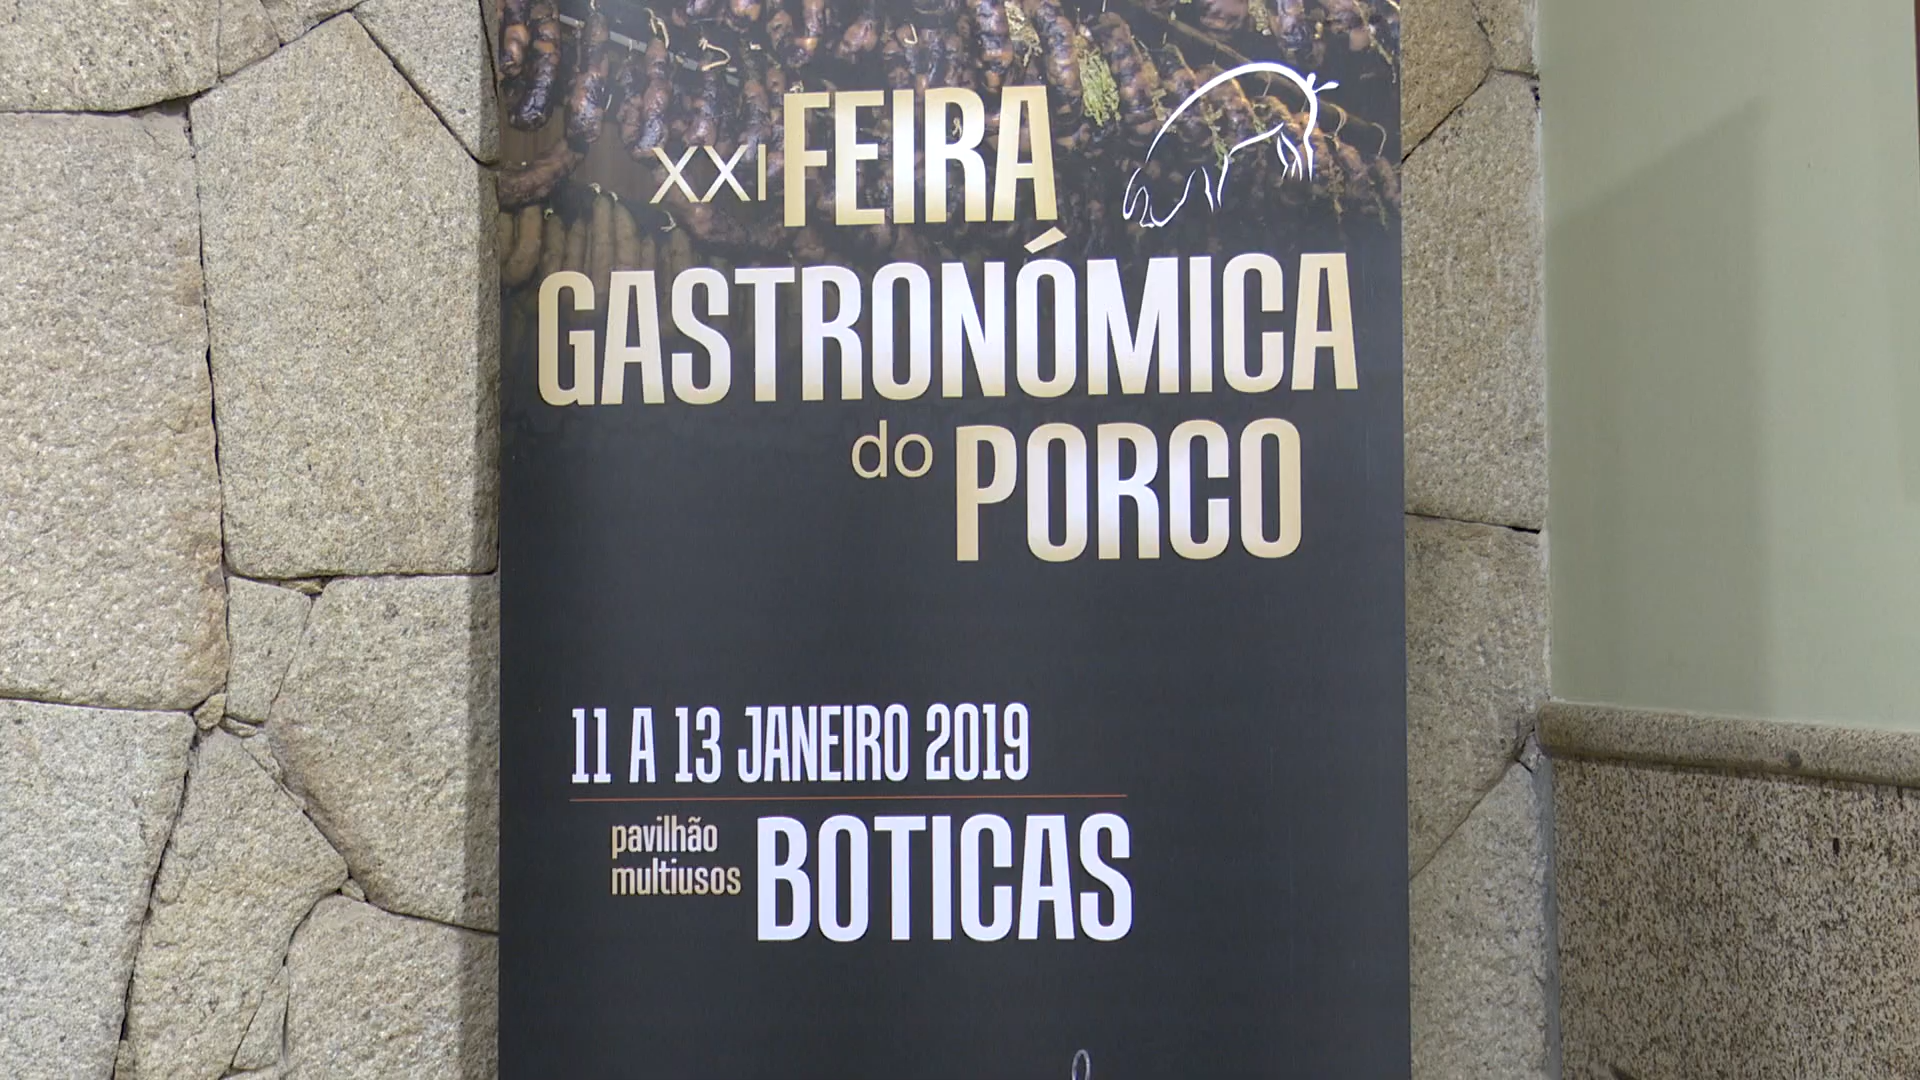 XXI FEIRA
GASTRONÓMICA
do PORCO
11 A 13 JANEIRO 2019
pavilhão
multiusos
BOTICAS